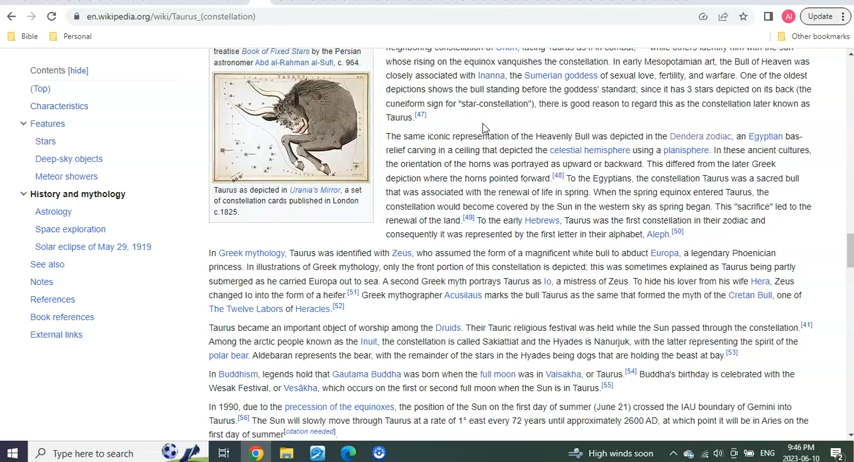 en.wikipedia.org/wiki/Taurus_(constellation)
AI
Update
Bible
Personal
Other bookmarks
Contents [hide]
(Top)
Characteristics
Features
Stars
Deep-sky objects
Meteor showers
History and mythology
Astrology
Space exploration
Solar eclipse of May 29, 1919
See also
Notes
References
Book references
External links
treatise Book of Fixed Stars by the Persian
astronomer Abd al-Rahman al-Sufi, c. 964.
Taurus as depicted in Urania's Mirror, a set
of constellation cards published in London
c.1825.
neighboring constellation of Orion, facing Taurus as if in combat, while others identify him with the sun
whose rising on the equinox vanquishes the constellation. In early Mesopotamian art, the Bull of Heaven was
closely associated with Inanna, the Sumerian goddess of sexual love, fertility, and warfare. One of the oldest
depictions shows the bull standing before the goddess' standard; since it has 3 stars depicted on its back (the
cuneiform sign for "star-constellation"), there is good reason to regard this as the constellation later known as
Taurus.[47]
The same iconic representation of the Heavenly Bull was depicted in the Dendera zodiac, an Egyptian bas-
relief carving in a ceiling that depicted the celestial hemisphere using a planisphere. In these ancient cultures,
the orientation of the horns was portrayed as upward or backward. This differed from the later Greek
depiction where the horns pointed forward.[48] To the Egyptians, the constellation Taurus was a sacred bull
that was associated with the renewal of life in spring. When the spring equinox entered Taurus, the
constellation would become covered by the Sun in the western sky as spring began. This "sacrifice" led to the
renewal of the land.[49] To the early Hebrews, Taurus was the first constellation in their zodiac and
consequently it was represented by the first letter in their alphabet, Aleph.[50]
In Greek mythology, Taurus was identified with Zeus, who assumed the form of a magnificent white bull to abduct Europa, a legendary Phoenician
princess. In illustrations of Greek mythology, only the front portion of this constellation is depicted; this was sometimes explained as Taurus being partly
submerged as he carried Europa out to sea. A second Greek myth portrays Taurus as Io, a mistress of Zeus. To hide his lover from his wife Hera, Zeus
changed Io into the form of a heifer.[51] Greek mythographer Acusilaus marks the bull Taurus as the same that formed the myth of the Cretan Bull, one of
The Twelve Labors of Heracles.[52]
Taurus became an important object of worship among the Druids. Their Tauric religious festival was held while the Sun passed through the constellation.[41]
Among the arctic people known as the Inuit, the constellation is called Sakiattiat and the Hyades is Nanurjuk, with the latter representing the spirit of the
polar bear. Aldebaran represents the bear, with the remainder of the stars in the Hyades being dogs that are holding the beast at bay.[53]
In Buddhism, legends hold that Gautama Buddha was born when the full moon was in Vaisakha, or Taurus.[54] Buddha's birthday is celebrated with the
Wesak Festival, or Vesākha, which occurs on the first or second full moon when the Sun is in Taurus.[55]
In 1990, due to the precession of the equinoxes, the position of the Sun on the first day of summer (June 21) crossed the IAU boundary of Gemini into
Taurus.[56] The Sun will slowly move through Taurus at a rate of 1° east every 72 years until approximately 2600 AD, at which point it will be in Aries on the
first day of summer[citation needed]
Type here to search
High winds soon
ENG
9:46 PM
2023-06-10
2